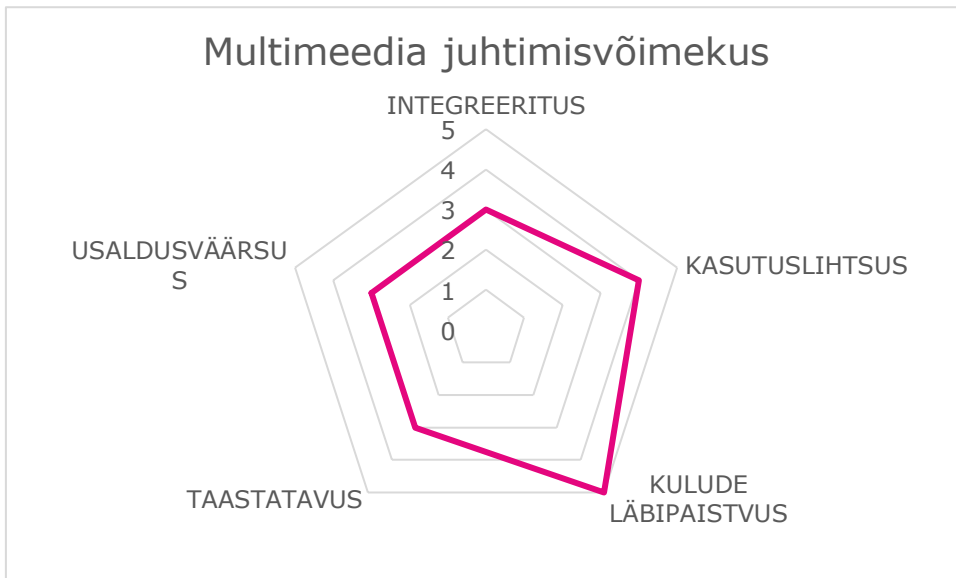 Multimeedia juhtimisvõimekus
INTEGREERITUS
5
4
3
2
1
0
USALDUSVÄÄRSU
S
KASUTUSLIHTSUS
TAASTATAVUS
KULUDE
LÄBIPAISTVUS